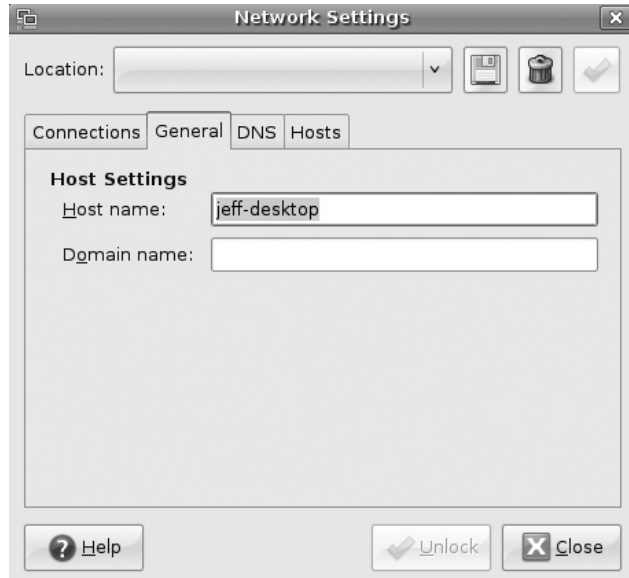 Network Settings
Location:
Connections General DNS Hosts
Host Settings
Host name: jeff-desktop
Domain name:
Help Unlock Close